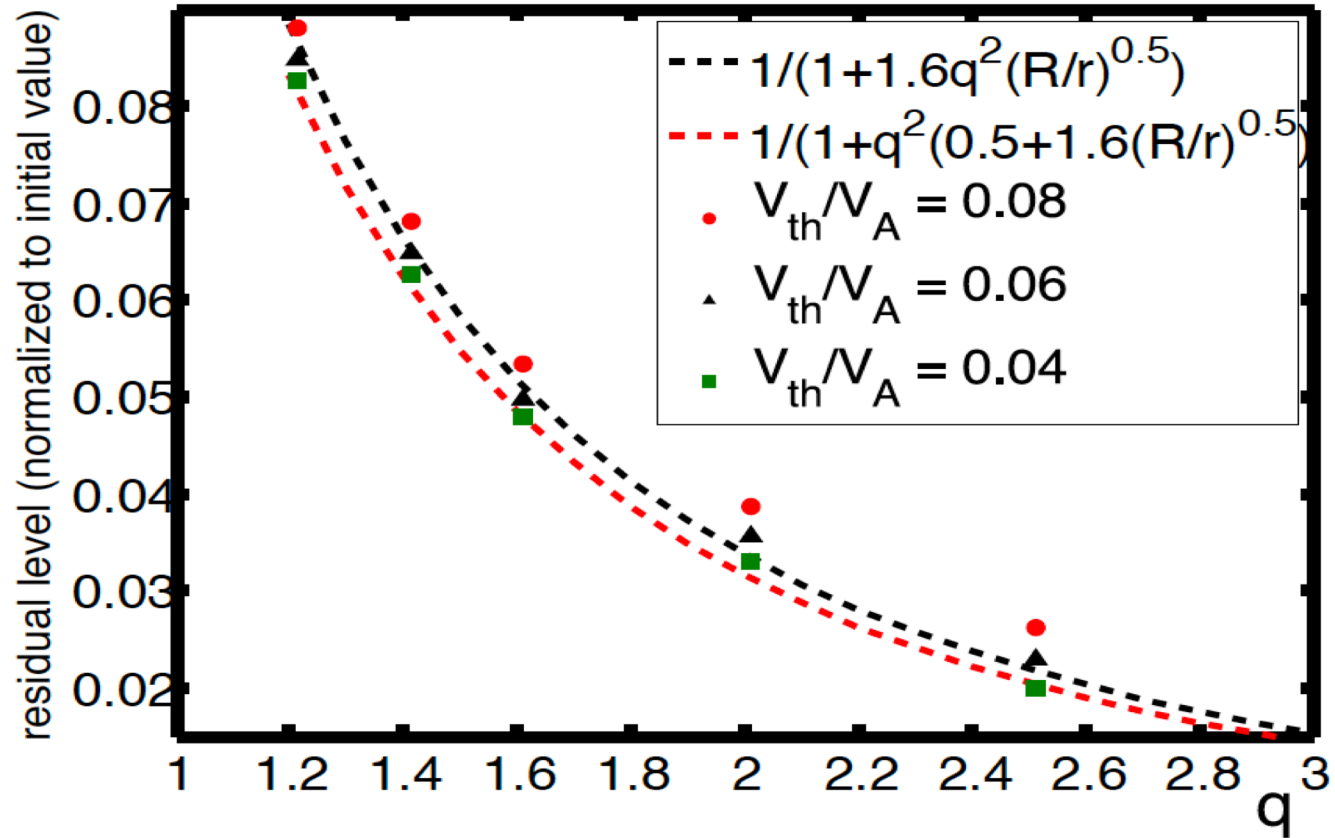 residual level (normalized to initial value)
0.08
0.07
0.06
0.05
0.04
0.03
0.02
1/(1+1.6q^2(R/r)^0.5)
1/(1+q^2(0.5+1.6(R/r)^0.5)
V_th/V_A = 0.08
V_th/V_A = 0.06
V_th/V_A = 0.04
1 1.2 1.4 1.6 1.8 2 2.2 2.4 2.6 2.8 3
q